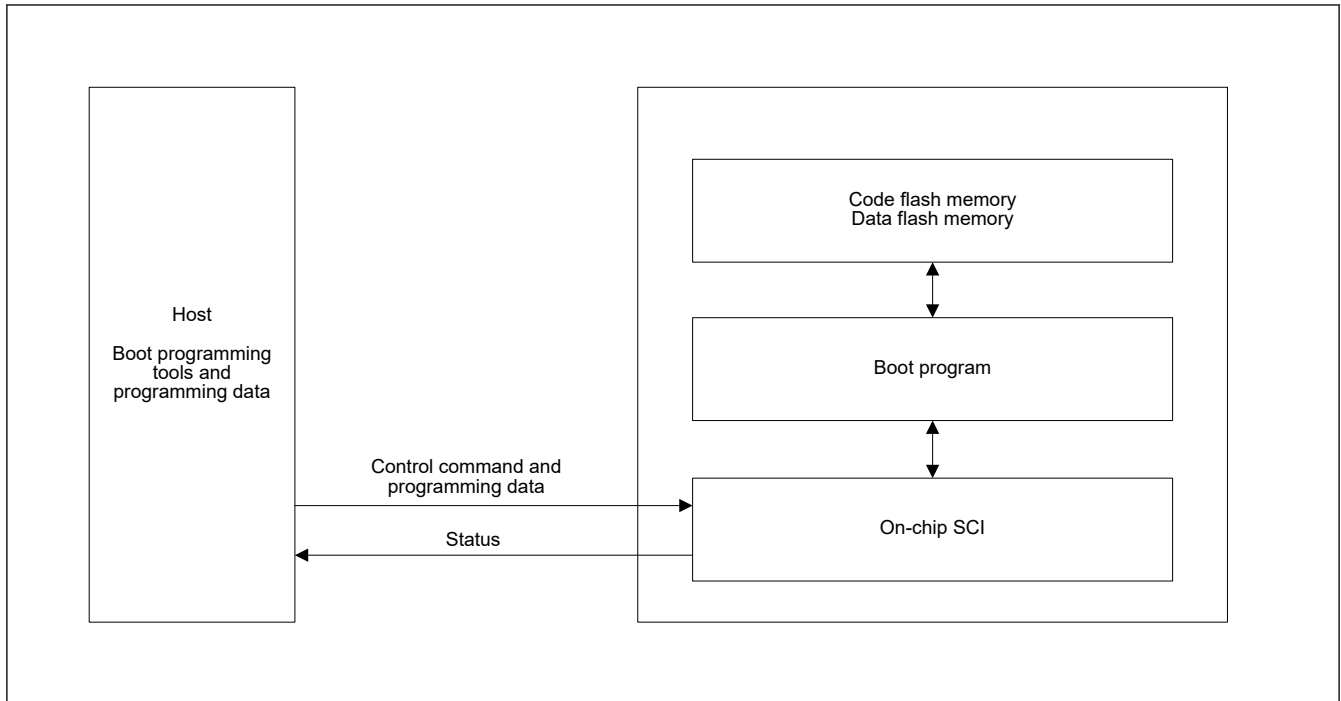 Host
Boot programming
tools and
programming data
Control command and
programming data
Status
Code flash memory
Data flash memory
Boot program
On-chip SCI